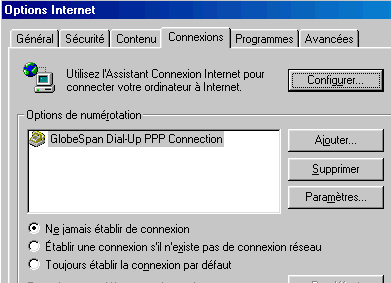 Options Internet
Général Sécurité Contenu Connexions Programmes Avancées
Utilisez l'Assistant Connexion Internet pour
connecter votre ordinateur à Internet.
Configurer...
Options de numérotation
GlobeSpan Dial-Up PPP Connection
Ajouter...
Supprimer
Paramètres...
Ne jamais établir de connexion
Établir une connexion s'il n'existe pas de connexion réseau
Toujours établir la connexion par défaut